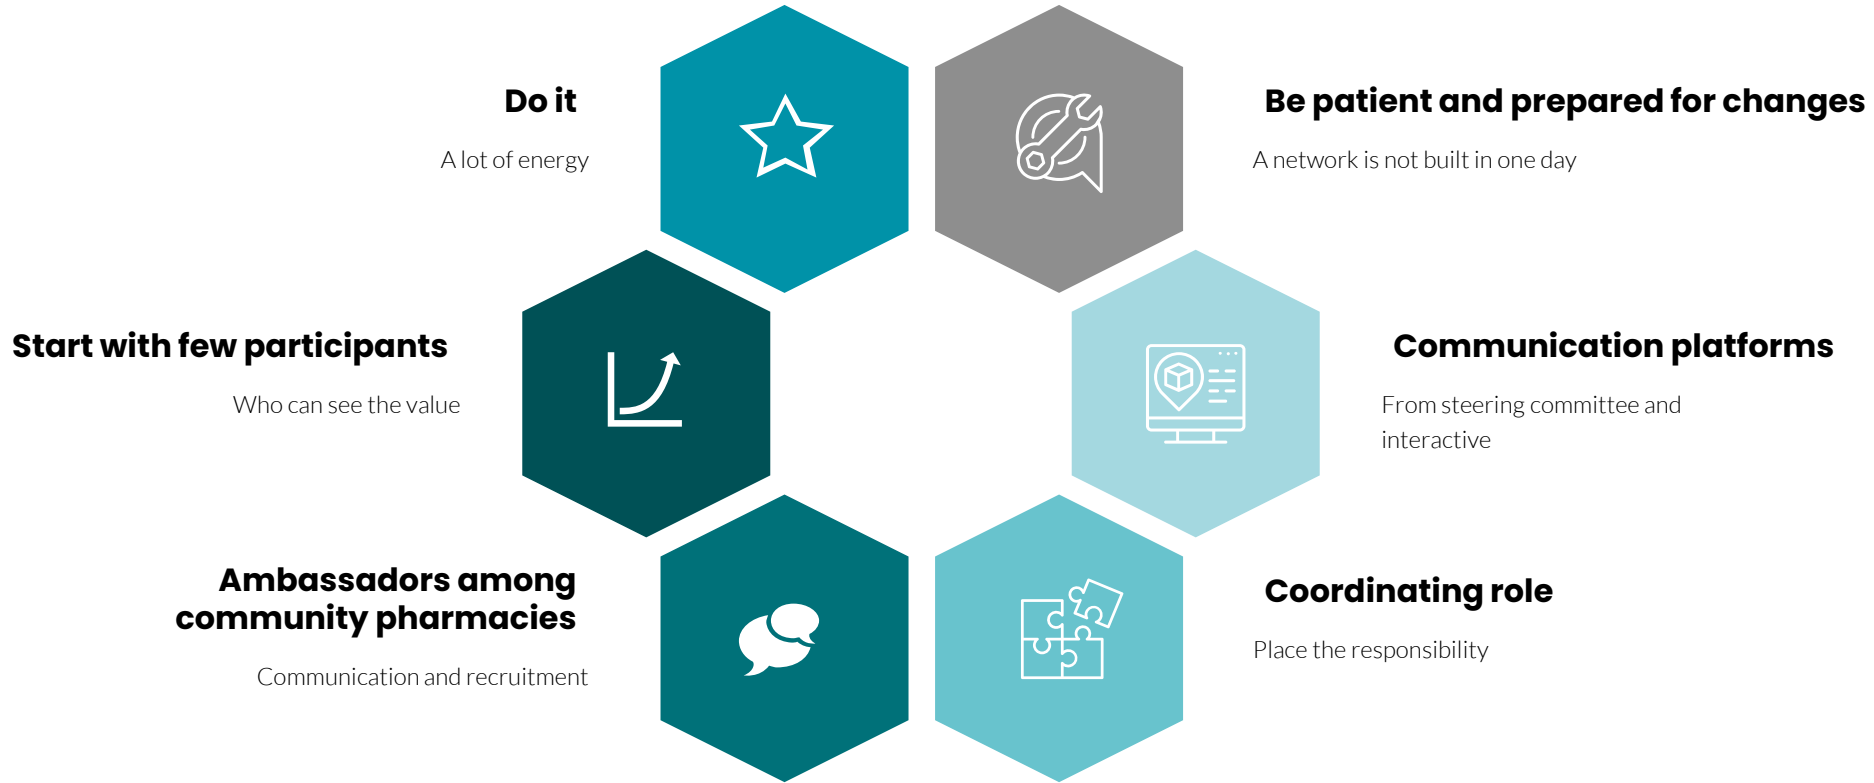 Do it
A lot of energy
Be patient and prepared for changes
A network is not built in one day
Start with few participants
Who can see the value
Communication platforms
From steering committee and
interactive
Ambassadors among
community pharmacies
Communication and recruitment
Coordinating role
Place the responsibility